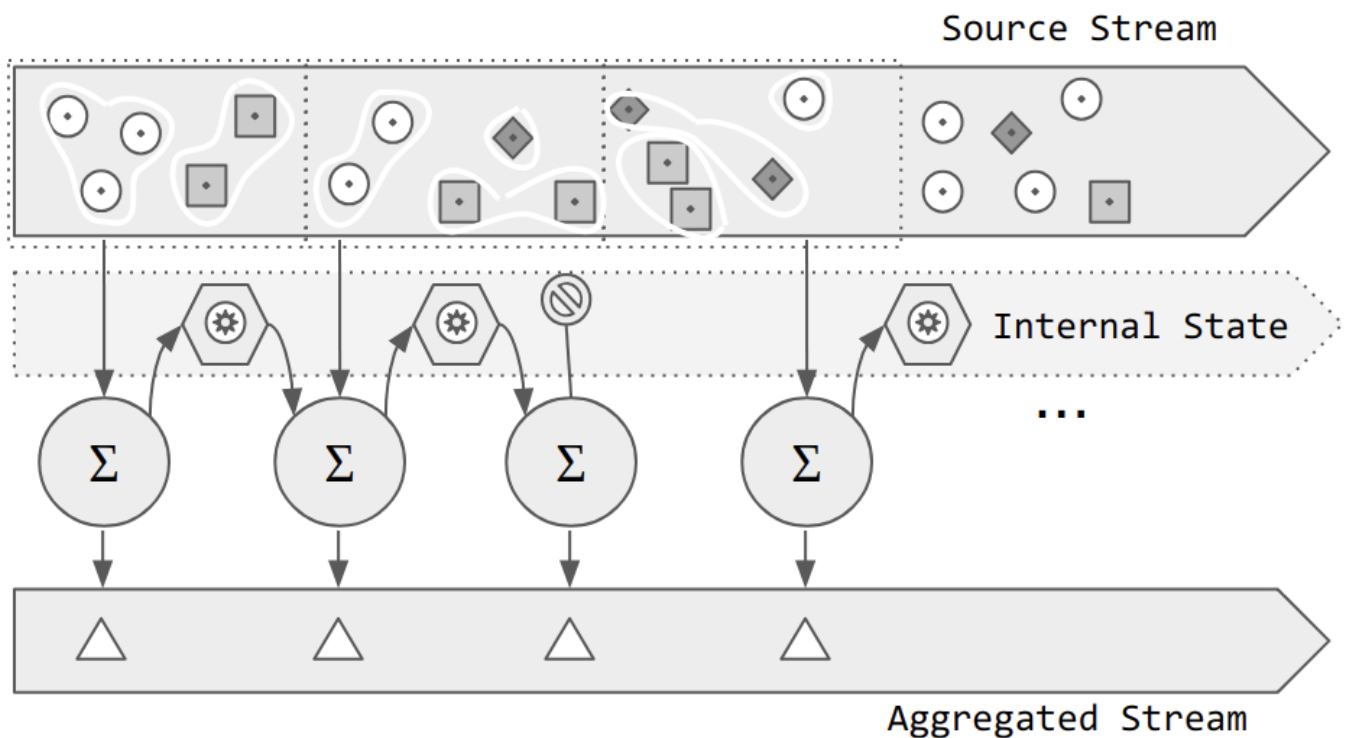 Source Stream
Internal State
...
Σ
Σ
Σ
Σ
Aggregated Stream